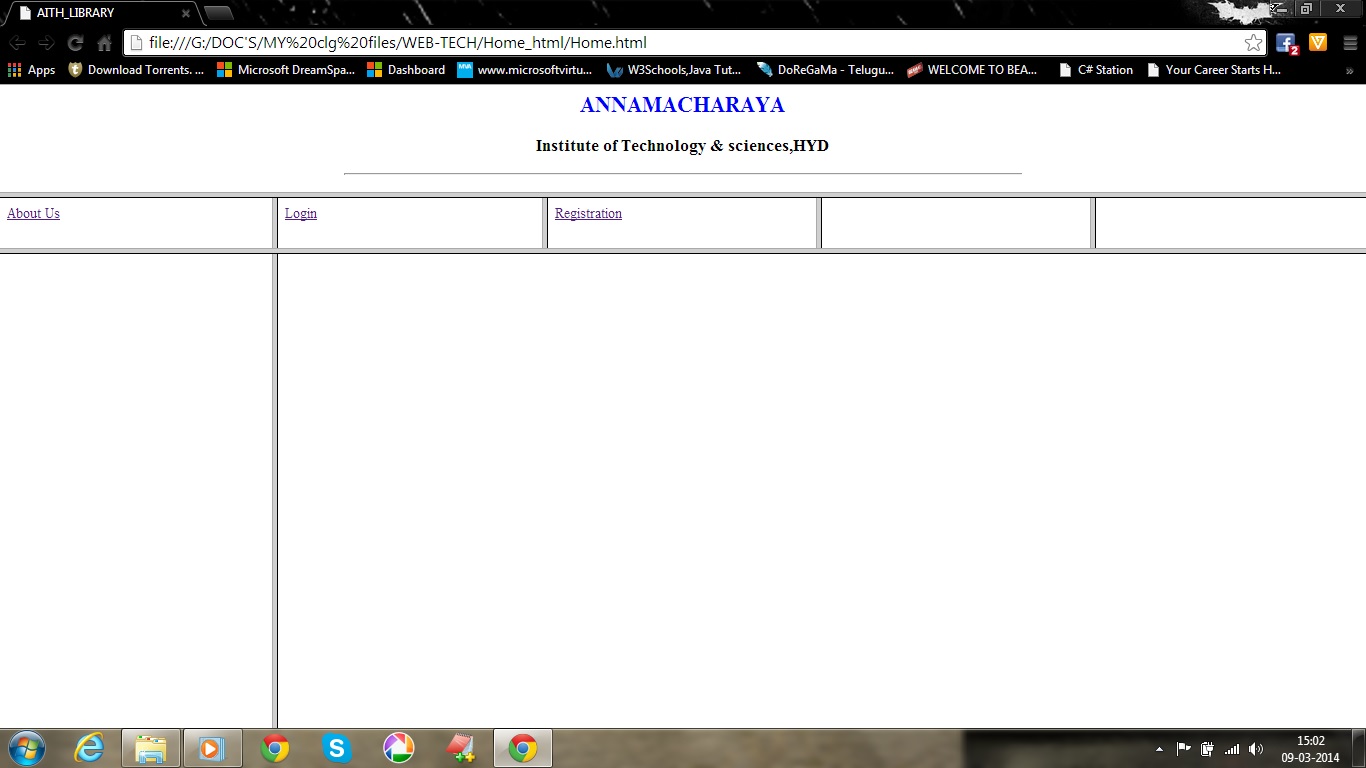 AITH_LIBRARY
file:///G:/DOC'S/MY%20clg%20files/WEB-TECH/Home_html/Home.html
2
Apps Download Torrents. ... Microsoft DreamSpa... Dashboard MVA www.microsoftvirtu... W3Schools,Java Tut... DoReGaMa - Telugu... WELCOME TO BEA... C# Station Your Career Starts H... »
ANNAMACHARAYA
Institute of Technology & sciences,HYD
About Us Login Registration
15:02
09-03-2014